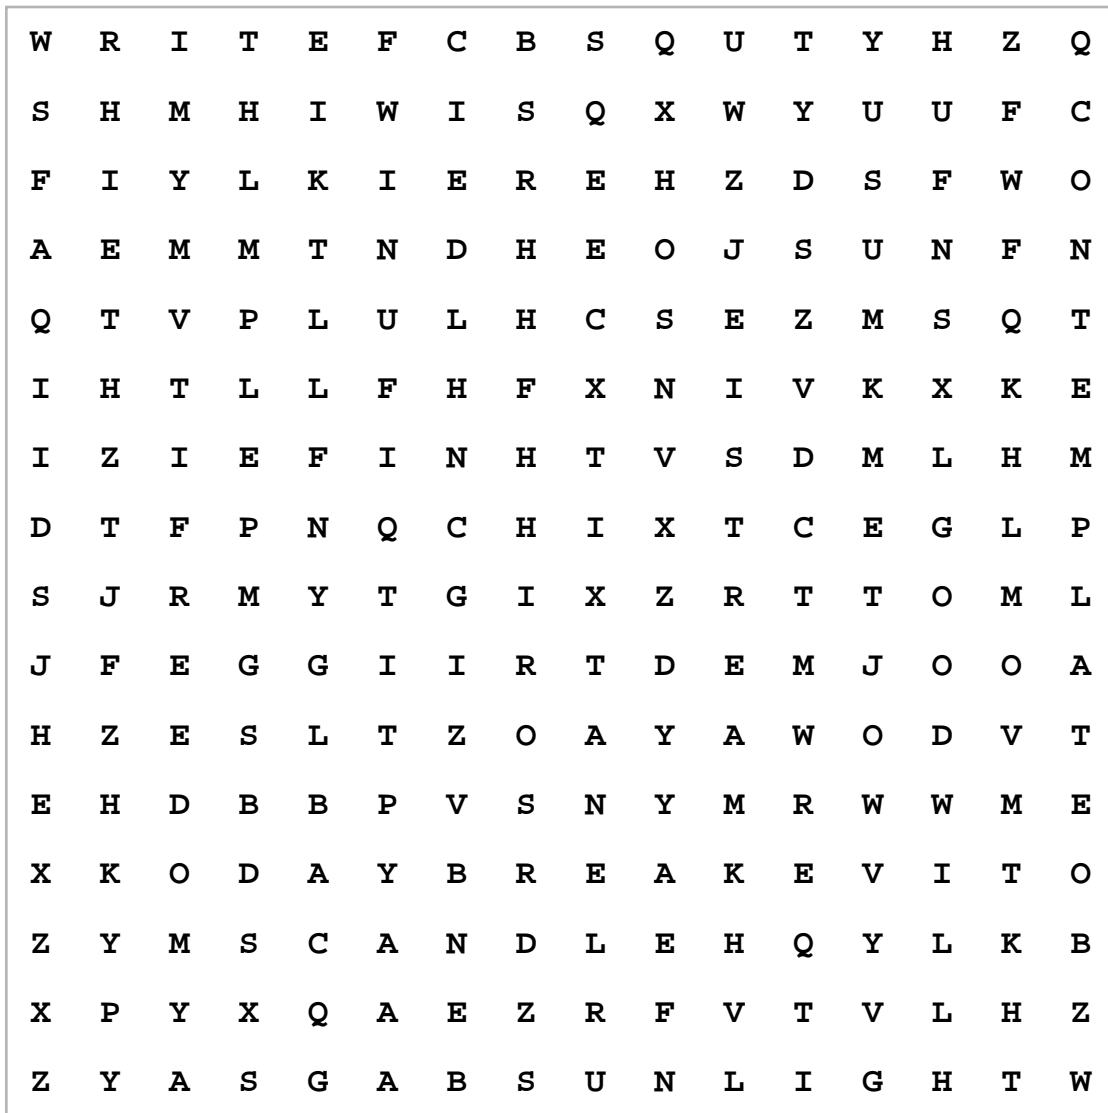 W R I T E F C B S Q U T Y H Z Q
S H M H I W I S Q X W Y U U F C
F I Y L K I E R E H Z D S F W O
A E M M T N D H E O J S U N F N
Q T V P L U L H C S E Z M S Q T
I H T L L F H F X N I V K X K E
I Z I E F I N H T V S D M L H M
D T F P N Q C H I X T C E G L P
S J R M Y T G I X Z R T T O M L
J F E G G I I R T D E M J O O A
H Z E S L T Z O A Y A W O D V T
E H D B B P V S N Y M R W W M E
X K O D A Y B R E A K E V I T O
Z Y M S C A N D L E H Q Y L K B
X P Y X Q A E Z R F V T V L H Z
Z Y A S G A B S U N L I G H T W